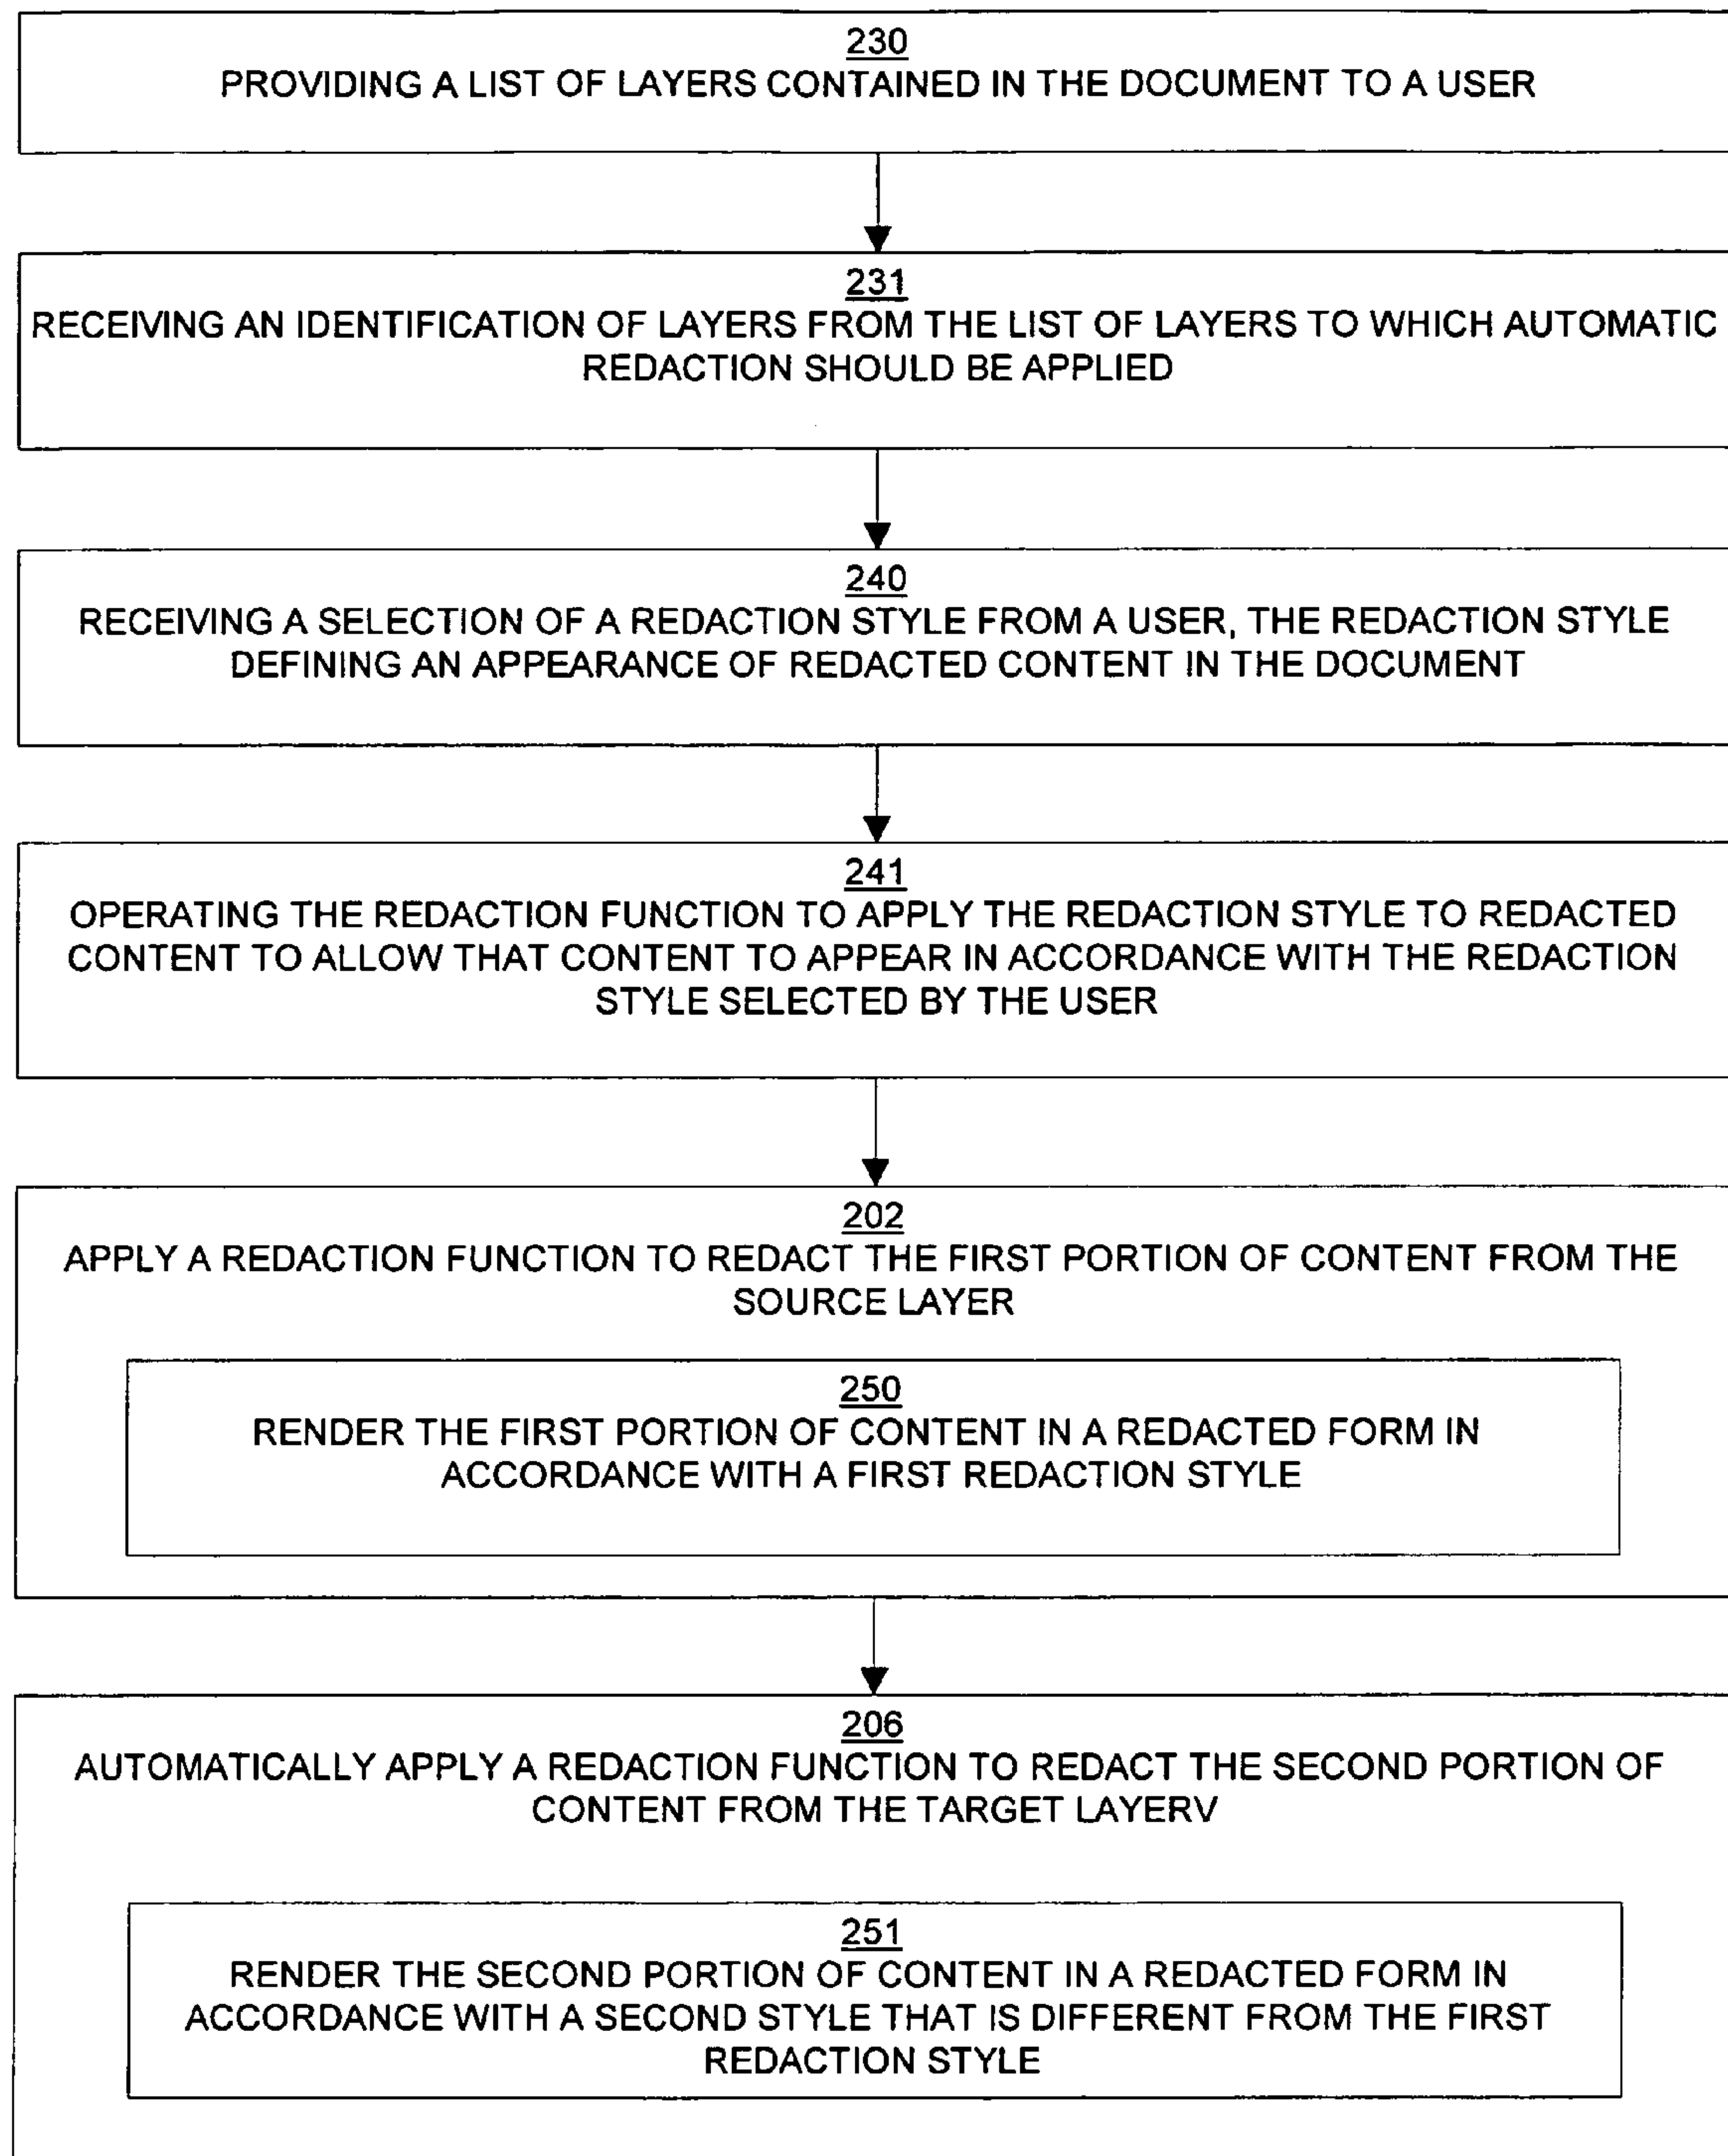 230
PROVIDING A LIST OF LAYERS CONTAINED IN THE DOCUMENT TO A USER
231
RECEIVING AN IDENTIFICATION OF LAYERS FROM THE LIST OF LAYERS TO WHICH AUTOMATIC
REDACTION SHOULD BE APPLIED
240
RECEIVING A SELECTION OF A REDACTION STYLE FROM A USER, THE REDACTION STYLE
DEFINING AN APPEARANCE OF REDACTED CONTENT IN THE DOCUMENT
241
OPERATING THE REDACTION FUNCTION TO APPLY THE REDACTION STYLE TO REDACTED
CONTENT TO ALLOW THAT CONTENT TO APPEAR IN ACCORDANCE WITH THE REDACTION
STYLE SELECTED BY THE USER
202
APPLY A REDACTION FUNCTION TO REDACT THE FIRST PORTION OF CONTENT FROM THE
SOURCE LAYER
250
RENDER THE FIRST PORTION OF CONTENT IN A REDACTED FORM IN
ACCORDANCE WITH A FIRST REDACTION STYLE
206
AUTOMATICALLY APPLY A REDACTION FUNCTION TO REDACT THE SECOND PORTION OF
CONTENT FROM THE TARGET LAYERV
251
RENDER THE SECOND PORTION OF CONTENT IN A REDACTED FORM IN
ACCORDANCE WITH A SECOND STYLE THAT IS DIFFERENT FROM THE FIRST
REDACTION STYLE